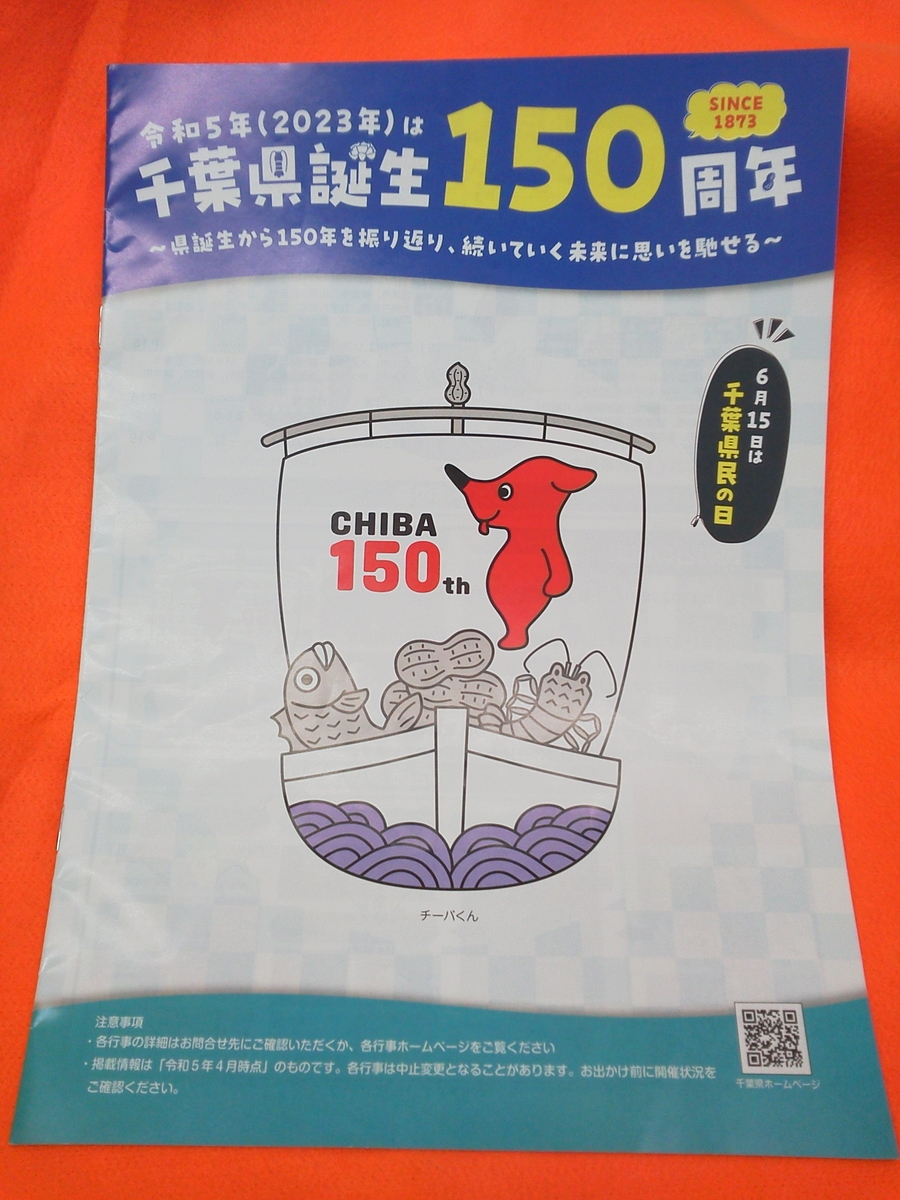 令和5年(2023年)は
千葉県誕生150周年
SINCE
1873
～県誕生から150年を振り返り、続いていく未来に思いを馳せる～
6月15日は
千葉県民の日
CHIBA
150th
チーバくん
注意事項
・各行事の詳細はお問合せ先にご確認いただくか、各行事ホームページをご覧ください
・掲載情報は「令和5年4月時点」のものです。各行事は中止変更となることがあります。お出かけ前に開催状況を
ご確認ください。
千葉県ホームページ